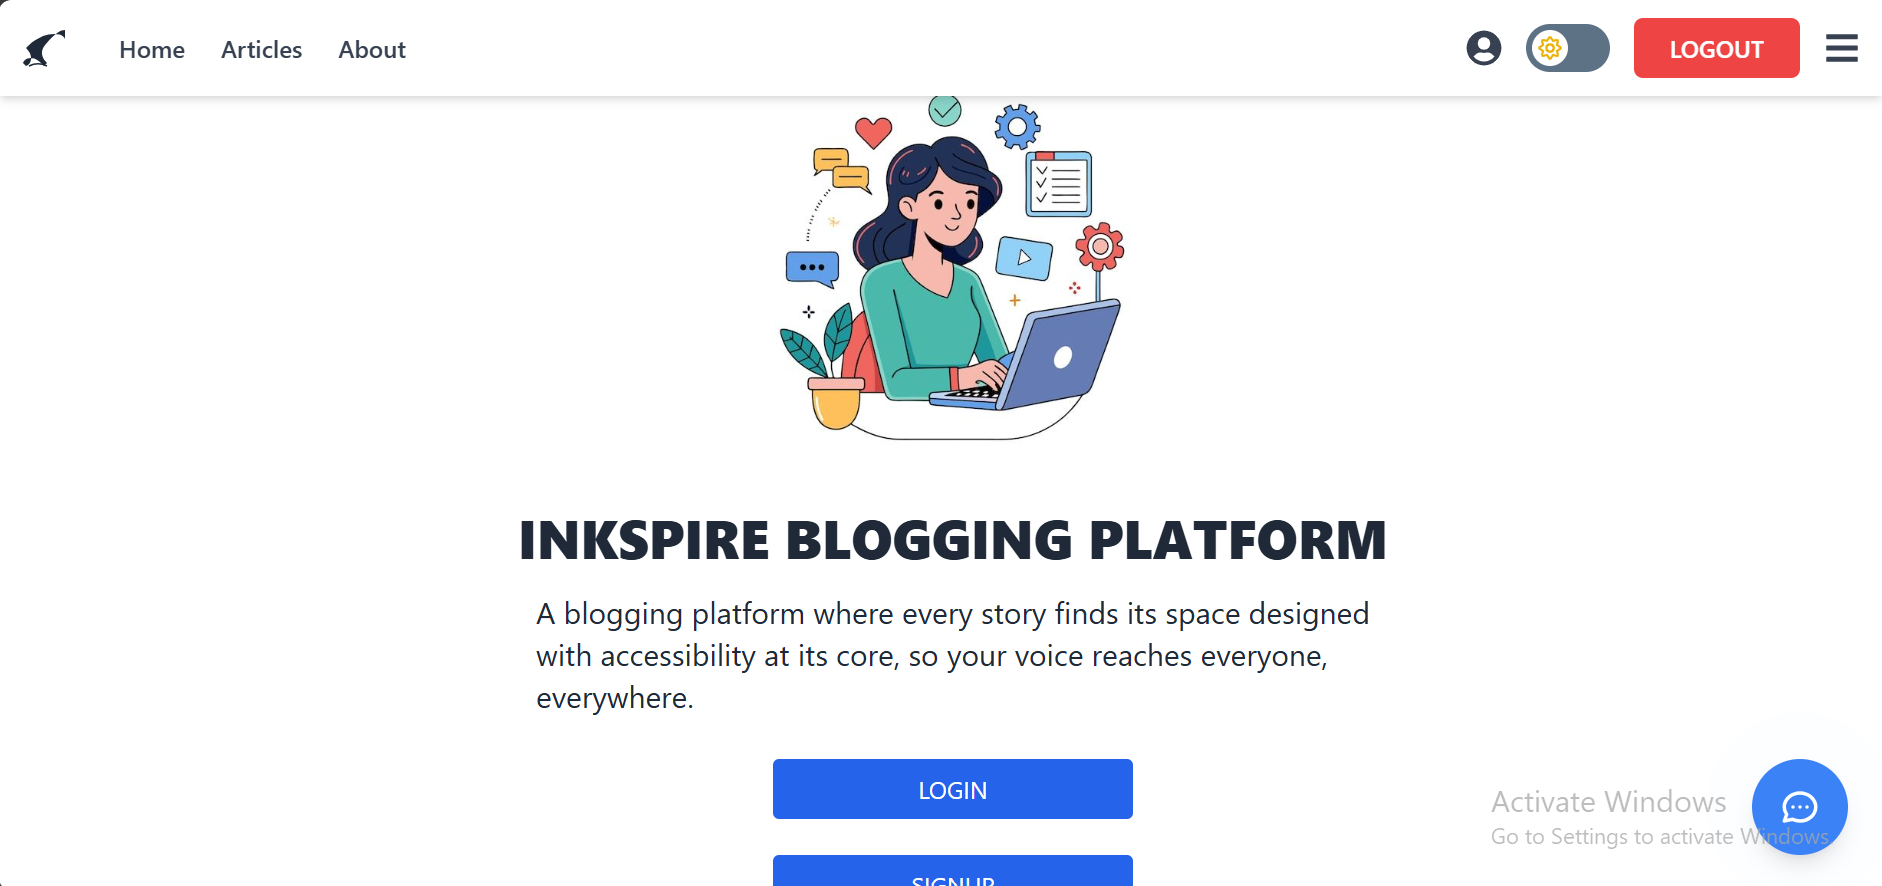 Home Articles About LOGOUT
INKSPIRE BLOGGING PLATFORM
A blogging platform where every story finds its space designed
with accessibility at its core, so your voice reaches everyone,
everywhere.
LOGIN
SIGNUP
Activate Windows
Go to Settings to activate Windows.